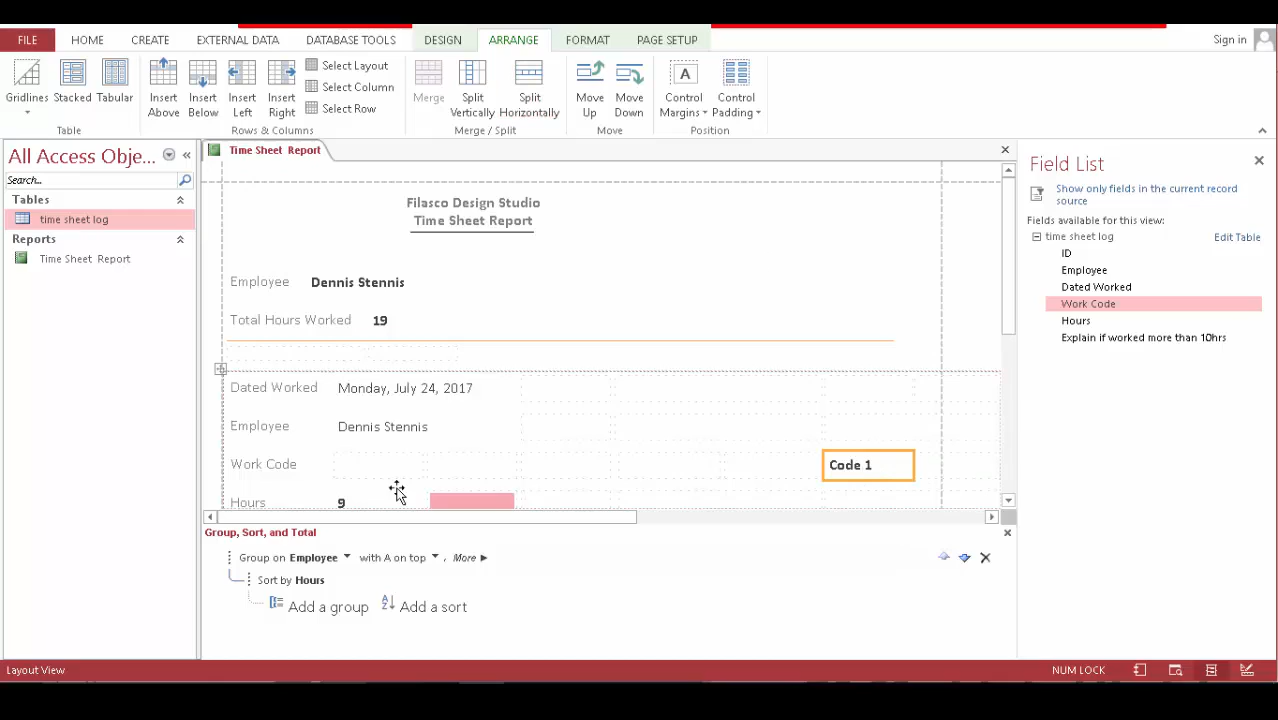 FILE HOME CREATE EXTERNAL DATA DATABASE TOOLS DESIGN ARRANGE FORMAT PAGE SETUP Sign in
Gridlines Stacked Tabular
Table
Insert Above Insert Below Insert Left Insert Right
Select Layout
Select Column
Select Row
Rows & Columns
Merge Split Vertically Split Horizontally
Merge / Split
Move Up Move Down
Move
Control Margins Control Padding
Position
All Access Obje...
Search...
Tables
time sheet log
Reports
Time Sheet Report
Time Sheet Report
Filasco Design Studio
Time Sheet Report
Employee Dennis Stennis
Total Hours Worked 19
Dated Worked Monday, July 24, 2017
Employee Dennis Stennis
Work Code Code 1
Hours 9
Group, Sort, and Total
Group on Employee with A on top , More
Sort by Hours
Add a group Add a sort
Field List
Show only fields in the current record source
Fields available for this view:
time sheet log Edit Table
ID
Employee
Dated Worked
Work Code
Hours
Explain if worked more than 10hrs
Layout View NUM LOCK